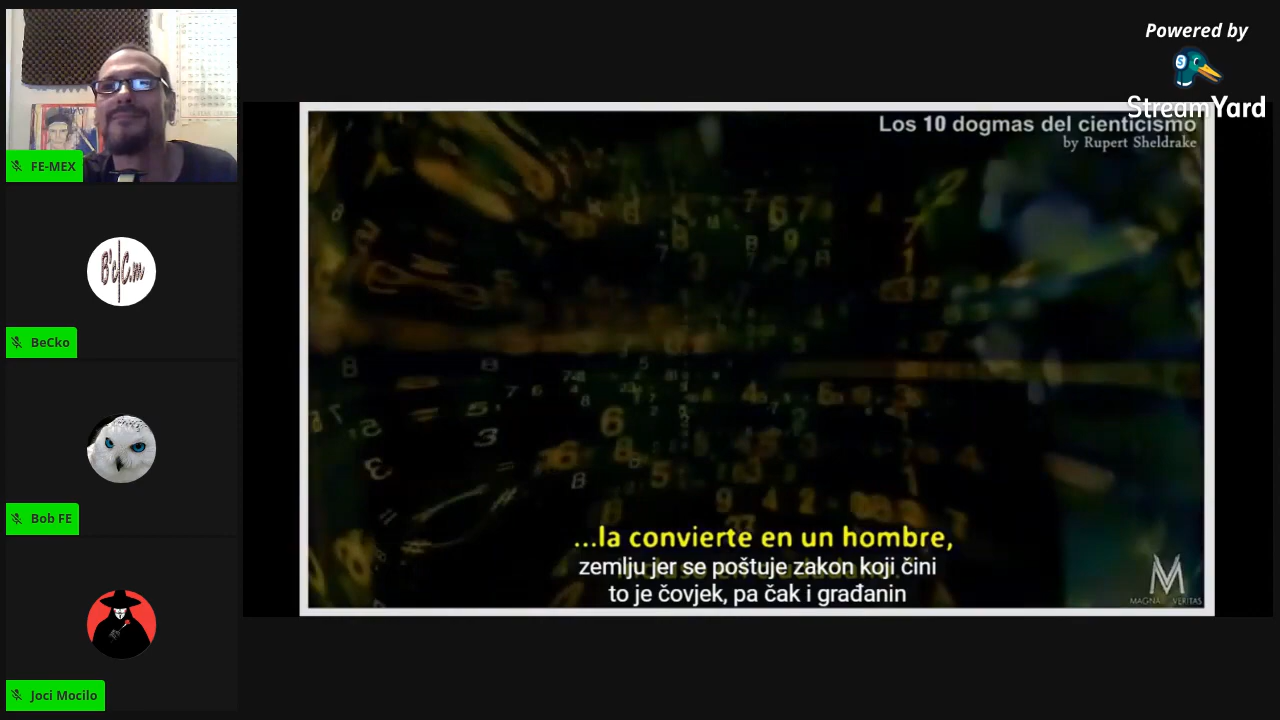 Powered by
StreamYard
Los 10 dogmas del cienticismo
by Rupert Sheldrake
FE-MEX
BeCko
Bob FE
Joci Mocilo
...la convierte en un hombre,
zemlju jer se poštuje zakon koji čini
to je čovjek, pa čak i građanin
MAGNA VERITAS